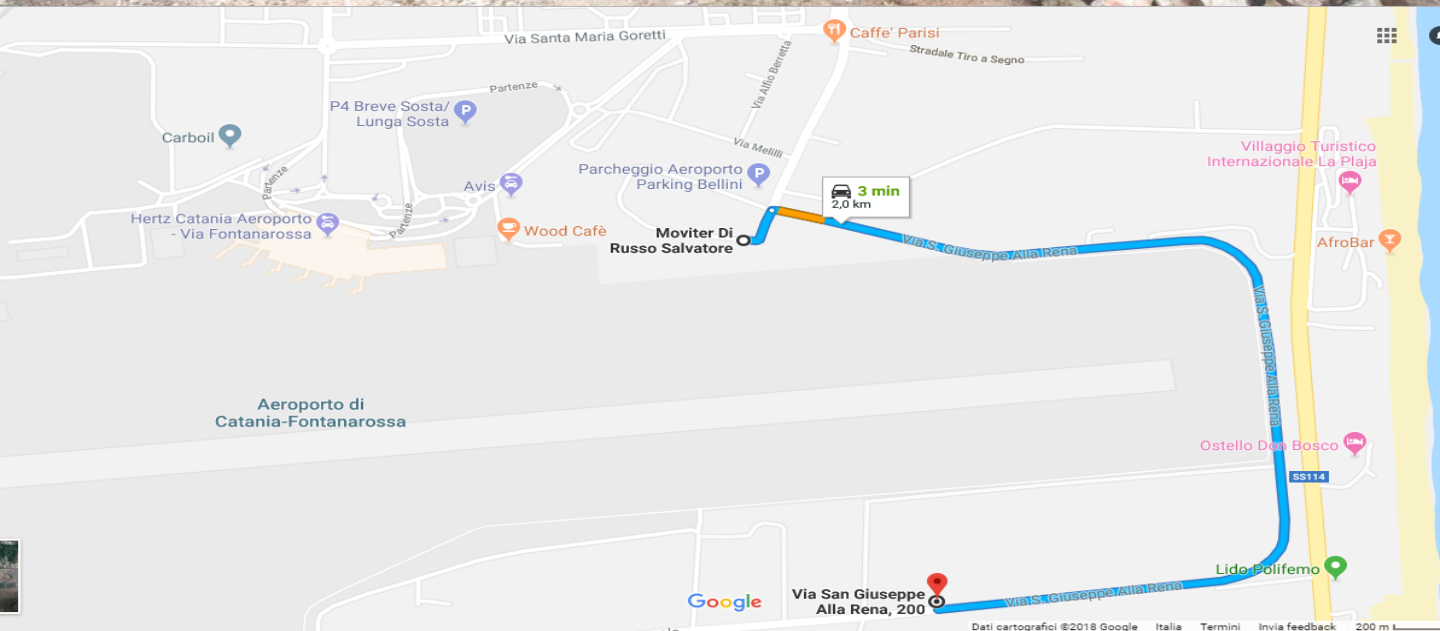 Via Santa Maria Goretti
Caffe' Parisi
Stradale Tiro a Segno
Via Alfio Berretta
Partenze
P4 Breve Sosta/
Lunga Sosta
P
Carboil
Via Melilli
Villaggio Turistico
Internazionale La Plaja
Parcheggio Aeroporto
Parking Bellini
P
Partenze
Avis
3 min
2,0 km
Hertz Catania Aeroporto
- Via Fontanarossa
Partenze
Wood Cafè
Moviter Di
Russo Salvatore
AfroBar
Via S. Giuseppe Alla Rena
Via S. Giuseppe Alla Rena
Aeroporto di
Catania-Fontanarossa
Ostello Don Bosco
SS114
Lido Polifemo
Via San Giuseppe
Alla Rena, 200
Via S. Giuseppe Alla Rena
Google
Dati cartografici ©2018 Google Italia Termini Invia feedback 200 m